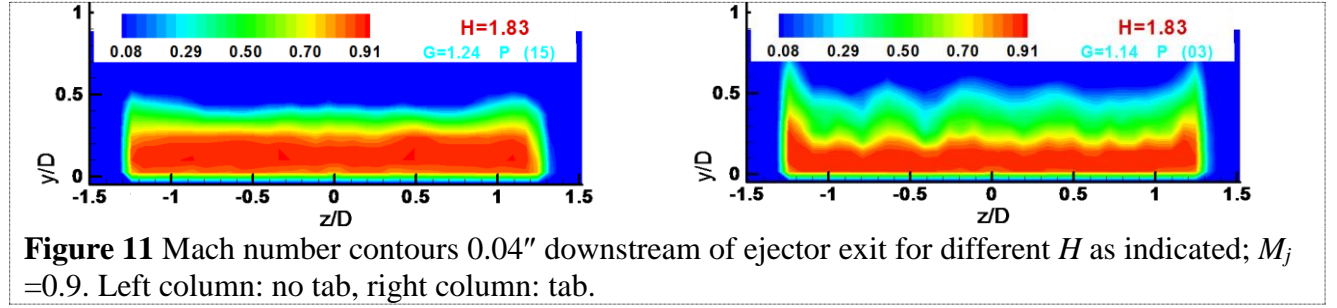 1
H=1.83
0.08 0.29 0.50 0.70 0.91
G=1.24 P (15)
0.5
y/D
0
-1.5 -1 -0.5 0 0.5 1 1.5
z/D
1
H=1.83
0.08 0.29 0.50 0.70 0.91
G=1.14 P (03)
0.5
y/D
0
-1.5 -1 -0.5 0 0.5 1 1.5
z/D
Figure 11 Mach number contours 0.04″ downstream of ejector exit for different H as indicated; Mj
=0.9. Left column: no tab, right column: tab.